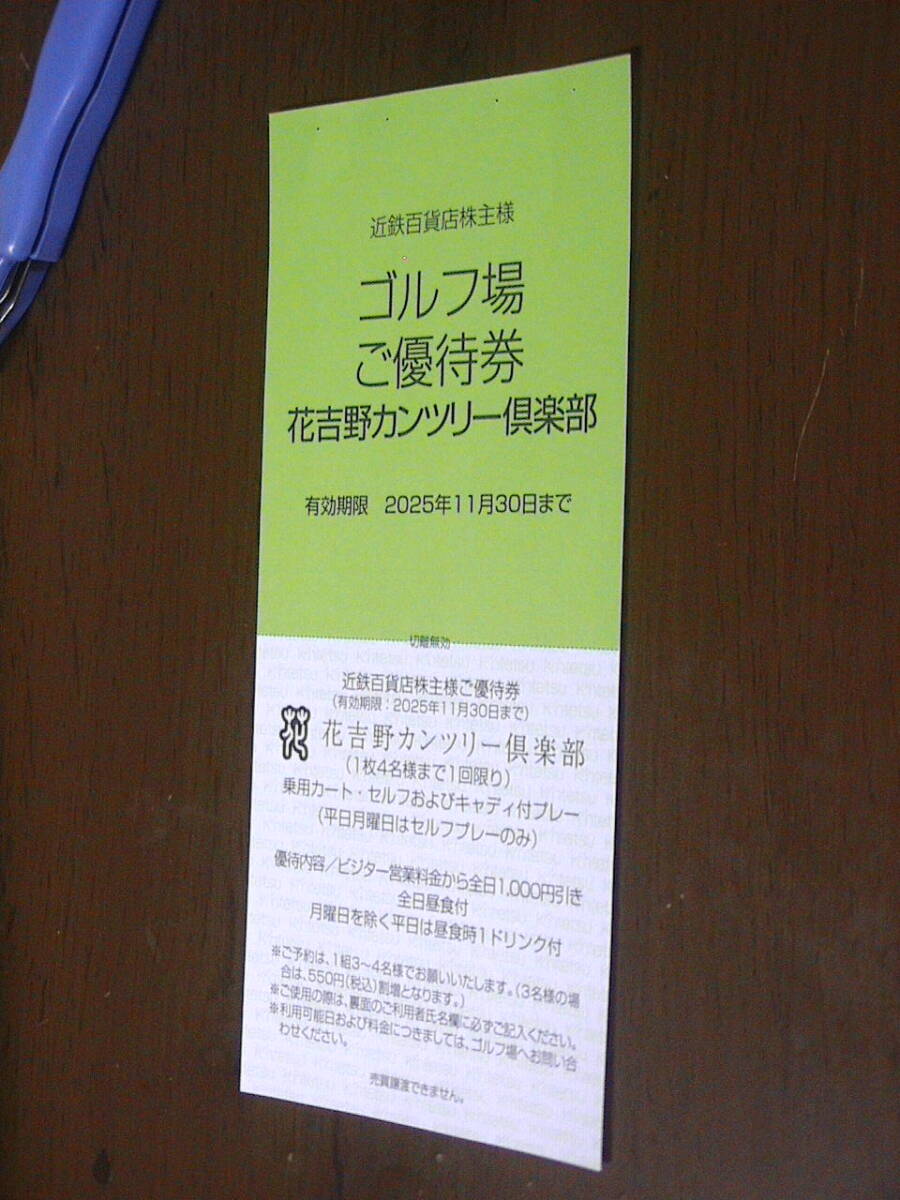 近鉄百貨店株主様
ゴルフ場
ご優待券
花吉野カンツリー倶楽部
有効期限 2025年11月30日まで
切離無効
近鉄百貨店株主様ご優待券
(有効期限：2025年11月30日まで)
花吉野カンツリー倶楽部
(1枚4名様まで1回限り)
乗用カート・セルフおよびキャディ付プレー
(平日月曜日はセルフプレーのみ)
優待内容/ビジター営業料金から全日1,000円引き
全日昼食付
月曜日を除く平日は昼食時1ドリンク付
※ご予約は、1組3〜4名様でお願いいたします。(3名様の場
合は、550円(税込)割増となります。)
※ご使用の際は、裏面のご利用者氏名欄に必ずご記入ください。
※利用可能日および料金につきましては、ゴルフ場へお問い合
わせください。
売買譲渡できません。